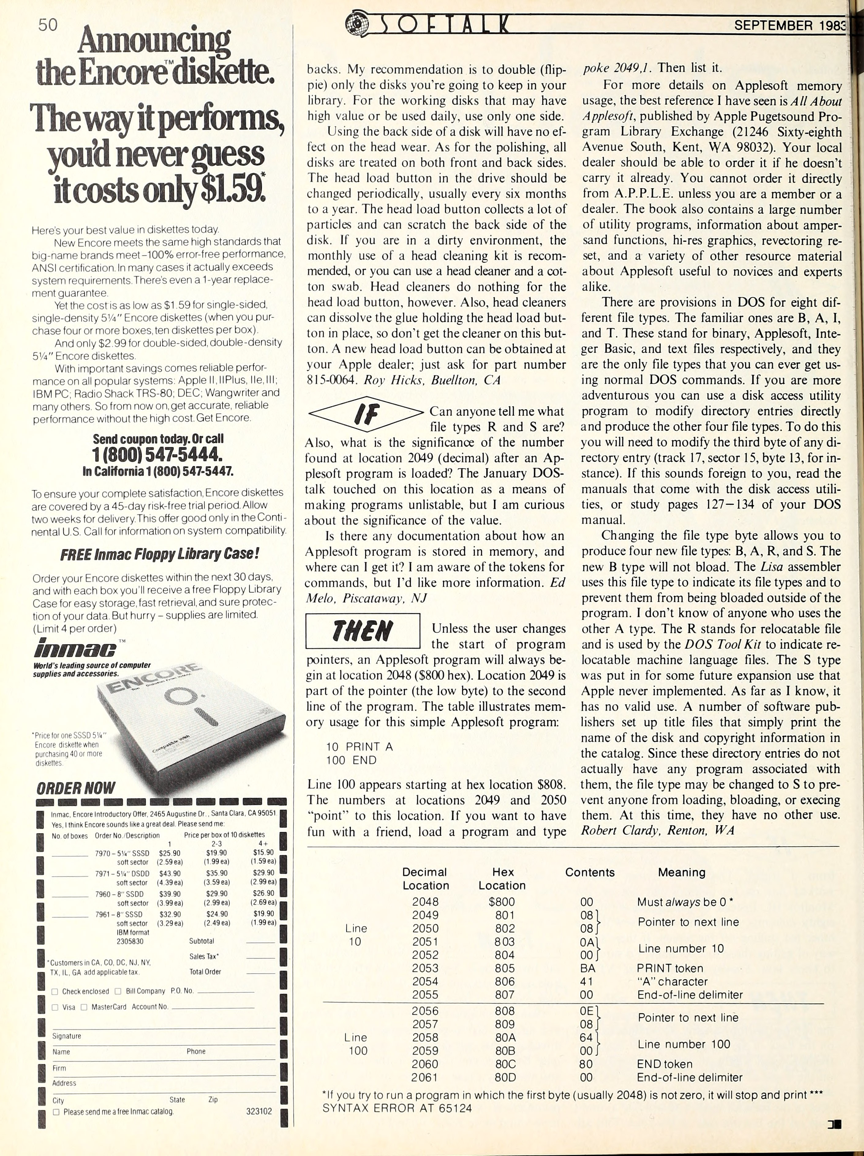 50
SOFTALK
SEPTEMBER 1983
Announcing
the Encore™ diskette.
The way it performs,
you'd never guess
it costs only $1.59.*
Here's your best value in diskettes today.
New Encore meets the same high standards that
big-name brands meet–100% error-free performance,
ANSI certification. In many cases it actually exceeds
system requirements. There's even a 1-year replace-
ment guarantee.
Yet the cost is as low as $1.59 for single-sided,
single-density 5¼" Encore diskettes (when you pur-
chase four or more boxes, ten diskettes per box).
And only $2.99 for double-sided, double-density
5¼" Encore diskettes.
With important savings comes reliable perfor-
mance on all popular systems: Apple II, IIPlus, IIe, III;
IBM PC; Radio Shack TRS-80; DEC; Wangwriter and
many others. So from now on, get accurate, reliable
performance without the high cost. Get Encore.
Send coupon today. Or call
1 (800) 547-5444.
In California 1 (800) 547-5447.
To ensure your complete satisfaction, Encore diskettes
are covered by a 45-day risk-free trial period. Allow
two weeks for delivery. This offer good only in the Conti-
nental U.S. Call for information on system compatibility.
FREE Inmac Floppy Library Case!
Order your Encore diskettes within the next 30 days,
and with each box you'll receive a free Floppy Library
Case for easy storage, fast retrieval, and sure protec-
tion of your data. But hurry – supplies are limited.
(Limit 4 per order)
inmac™
World's leading source of computer
supplies and accessories.
ENCORE
*Price for one SSSD 5¼"
Encore diskette when
purchasing 40 or more
diskettes.
ORDER NOW
Inmac, Encore Introductory Offer, 2465 Augustine Dr., Santa Clara, CA 95051
Yes, I think Encore sounds like a great deal. Please send me:
No. of boxes Order No./Description Price per box of 10 diskettes
1 2-3 4+
7970 – 5¼" SSSD $25.90 $19.90 $15.90
soft sector (2.59 ea) (1.99 ea) (1.59 ea)
7971 – 5¼" DSDD $43.90 $35.90 $29.90
soft sector (4.39 ea) (3.59 ea) (2.99 ea)
7960 – 8" SSDD $39.90 $29.90 $26.90
soft sector (3.99 ea) (2.99 ea) (2.69 ea)
7961 – 8" SSSD $32.90 $24.90 $19.90
soft sector (3.29 ea) (2.49 ea) (1.99 ea)
IBM format
2305830 Subtotal
Sales Tax*
*Customers in CA, CO, DC, NJ, NY,
TX, IL, GA add applicable tax. Total Order
☐ Check enclosed ☐ Bill Company P.O. No.
☐ Visa ☐ MasterCard Account No.
Signature
Name Phone
Firm
Address
City State Zip
☐ Please send me a free Inmac catalog. 323102
backs. My recommendation is to double (flip-
pie) only the disks you're going to keep in your
library. For the working disks that may have
high value or be used daily, use only one side.
Using the back side of a disk will have no ef-
fect on the head wear. As for the polishing, all
disks are treated on both front and back sides.
The head load button in the drive should be
changed periodically, usually every six months
to a year. The head load button collects a lot of
particles and can scratch the back side of the
disk. If you are in a dirty environment, the
monthly use of a head cleaning kit is recom-
mended, or you can use a head cleaner and a cot-
ton swab. Head cleaners do nothing for the
head load button, however. Also, head cleaners
can dissolve the glue holding the head load but-
ton in place, so don't get the cleaner on this but-
ton. A new head load button can be obtained at
your Apple dealer; just ask for part number
815-0064. Roy Hicks, Buellton, CA
IF
Can anyone tell me what
file types R and S are?
Also, what is the significance of the number
found at location 2049 (decimal) after an Ap-
plesoft program is loaded? The January DOS-
talk touched on this location as a means of
making programs unlistable, but I am curious
about the significance of the value.
Is there any documentation about how an
Applesoft program is stored in memory, and
where can I get it? I am aware of the tokens for
commands, but I'd like more information. Ed
Melo, Piscataway, NJ
THEN
Unless the user changes
the start of program
pointers, an Applesoft program will always be-
gin at location 2048 ($800 hex). Location 2049 is
part of the pointer (the low byte) to the second
line of the program. The table illustrates mem-
ory usage for this simple Applesoft program:
10 PRINT A
100 END
Line 100 appears starting at hex location $808.
The numbers at locations 2049 and 2050
"point" to this location. If you want to have
fun with a friend, load a program and type
poke 2049,1. Then list it.
For more details on Applesoft memory
usage, the best reference I have seen is All About
Applesoft, published by Apple Pugetsound Pro-
gram Library Exchange (21246 Sixty-eighth
Avenue South, Kent, WA 98032). Your local
dealer should be able to order it if he doesn't
carry it already. You cannot order it directly
from A.P.P.L.E. unless you are a member or a
dealer. The book also contains a large number
of utility programs, information about amper-
sand functions, hi-res graphics, revectoring re-
set, and a variety of other resource material
about Applesoft useful to novices and experts
alike.
There are provisions in DOS for eight dif-
ferent file types. The familiar ones are B, A, I,
and T. These stand for binary, Applesoft, Inte-
ger Basic, and text files respectively, and they
are the only file types that you can ever get us-
ing normal DOS commands. If you are more
adventurous you can use a disk access utility
program to modify directory entries directly
and produce the other four file types. To do this
you will need to modify the third byte of any di-
rectory entry (track 17, sector 15, byte 13, for in-
stance). If this sounds foreign to you, read the
manuals that come with the disk access utili-
ties, or study pages 127–134 of your DOS
manual.
Changing the file type byte allows you to
produce four new file types: B, A, R, and S. The
new B type will not bload. The Lisa assembler
uses this file type to indicate its file types and to
prevent them from being bloaded outside of the
program. I don't know of anyone who uses the
other A type. The R stands for relocatable file
and is used by the DOS Tool Kit to indicate re-
locatable machine language files. The S type
was put in for some future expansion use that
Apple never implemented. As far as I know, it
has no valid use. A number of software pub-
lishers set up title files that simply print the
name of the disk and copyright information in
the catalog. Since these directory entries do not
actually have any program associated with
them, the file type may be changed to S to pre-
vent anyone from loading, bloading, or execing
them. At this time, they have no other use.
Robert Clardy, Renton, WA
Decimal Hex Contents Meaning
Location Location
2048 $800 00 Must always be 0 *
2049 801 08
Line 2050 802 08 Pointer to next line
10 2051 803 0A
2052 804 00 Line number 10
2053 805 BA PRINT token
2054 806 41 "A" character
2055 807 00 End-of-line delimiter
2056 808 0E
2057 809 08 Pointer to next line
Line 2058 80A 64
100 2059 80B 00 Line number 100
2060 80C 80 END token
2061 80D 00 End-of-line delimiter
*If you try to run a program in which the first byte (usually 2048) is not zero, it will stop and print ***
SYNTAX ERROR AT 65124